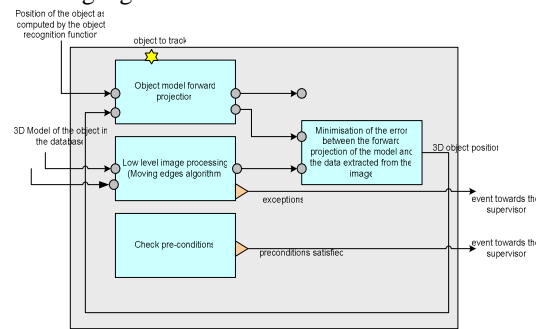 Position of the object as
computed by the object
recognition function
object to track
Object model forward
projection
3D Model of the object in
the database
Low level image processing
(Moving edges algorithm
Minimisation of the error
between the forward
projection of the model and
the data extracted from the
image
3D object position
exceptions
event towards the
supervisor
Check pre-conditions
preconditions satisfied
event towards the
supervisor